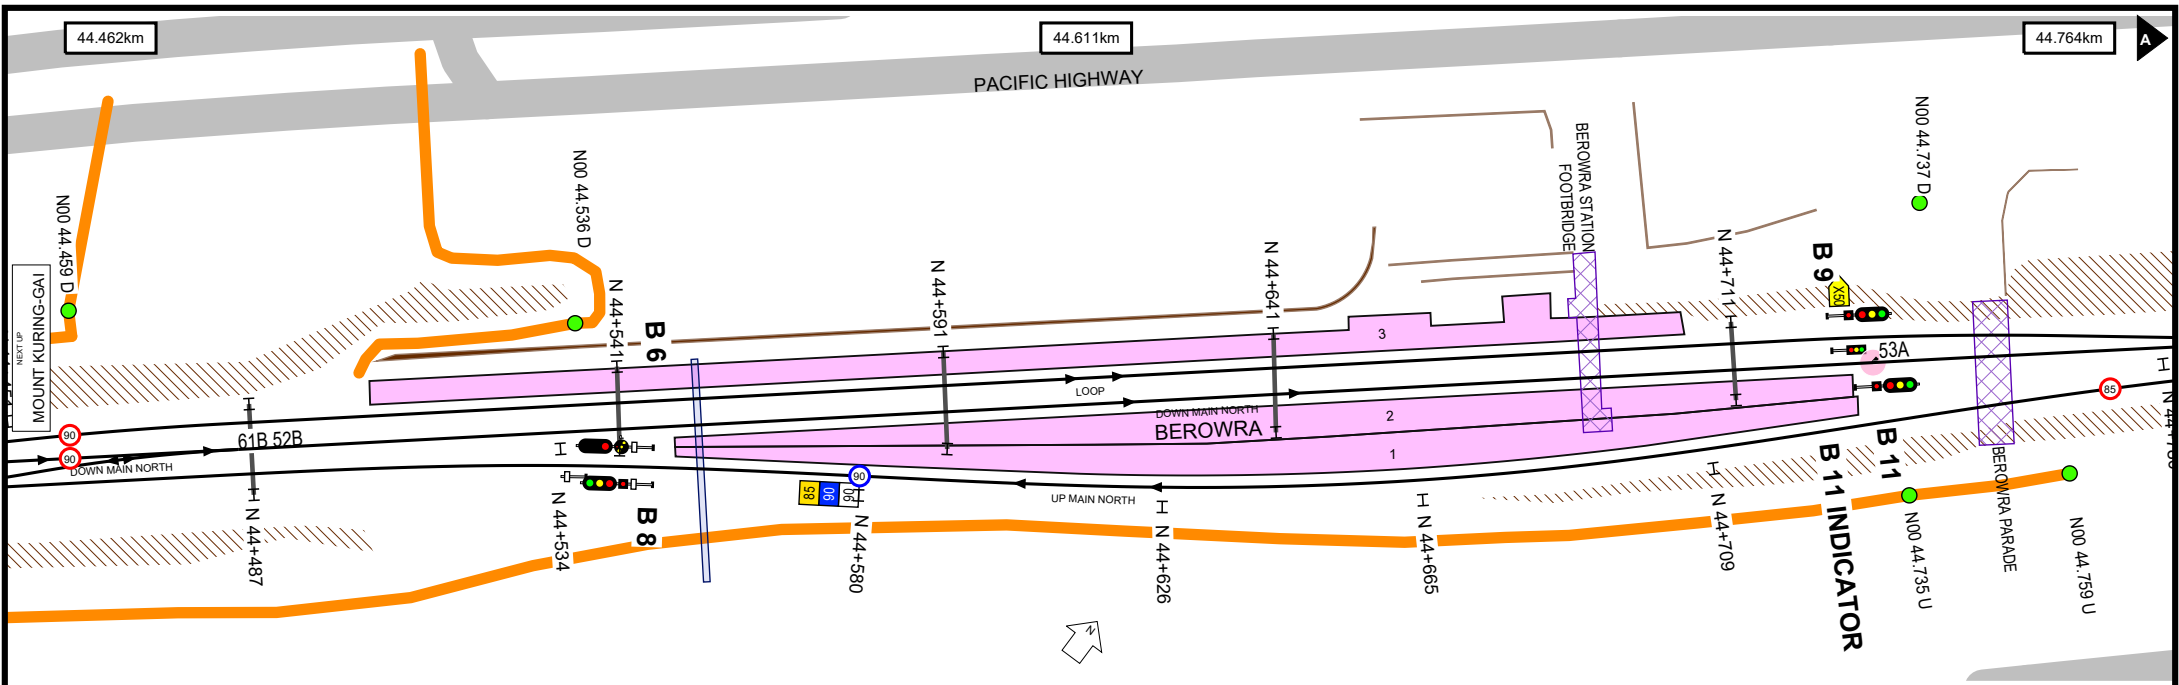 44.462km
44.611km
44.764km
A
PACIFIC HIGHWAY
N00 44.459 D
N00 44.536 D
N00 44.737 D
BEROWRA STATION
FOOTBRIDGE
NEXT UP
MOUNT KURING-GAI
N 44+541
B 6
N 44+591
N 44+641
N 44+711
B 9
X50
3
53A
LOOP
DOWN MAIN NORTH
2
BEROWRA
1
90
90
61B 52B
DOWN MAIN NORTH
85
90
90
90
UP MAIN NORTH
85
N 44+487
N 44+534
B 8
N 44+580
N 44+626
N 44+665
N 44+709
B 11 INDICATOR
B 11
N00 44.735 U
BEROWRA PARADE
N00 44.759 U
N